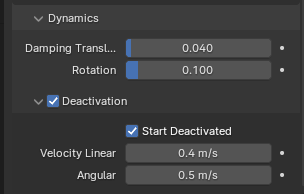 Dynamics
Damping Transl... 0.040
Rotation 0.100
Deactivation
Start Deactivated
Velocity Linear 0.4 m/s
Angular 0.5 m/s